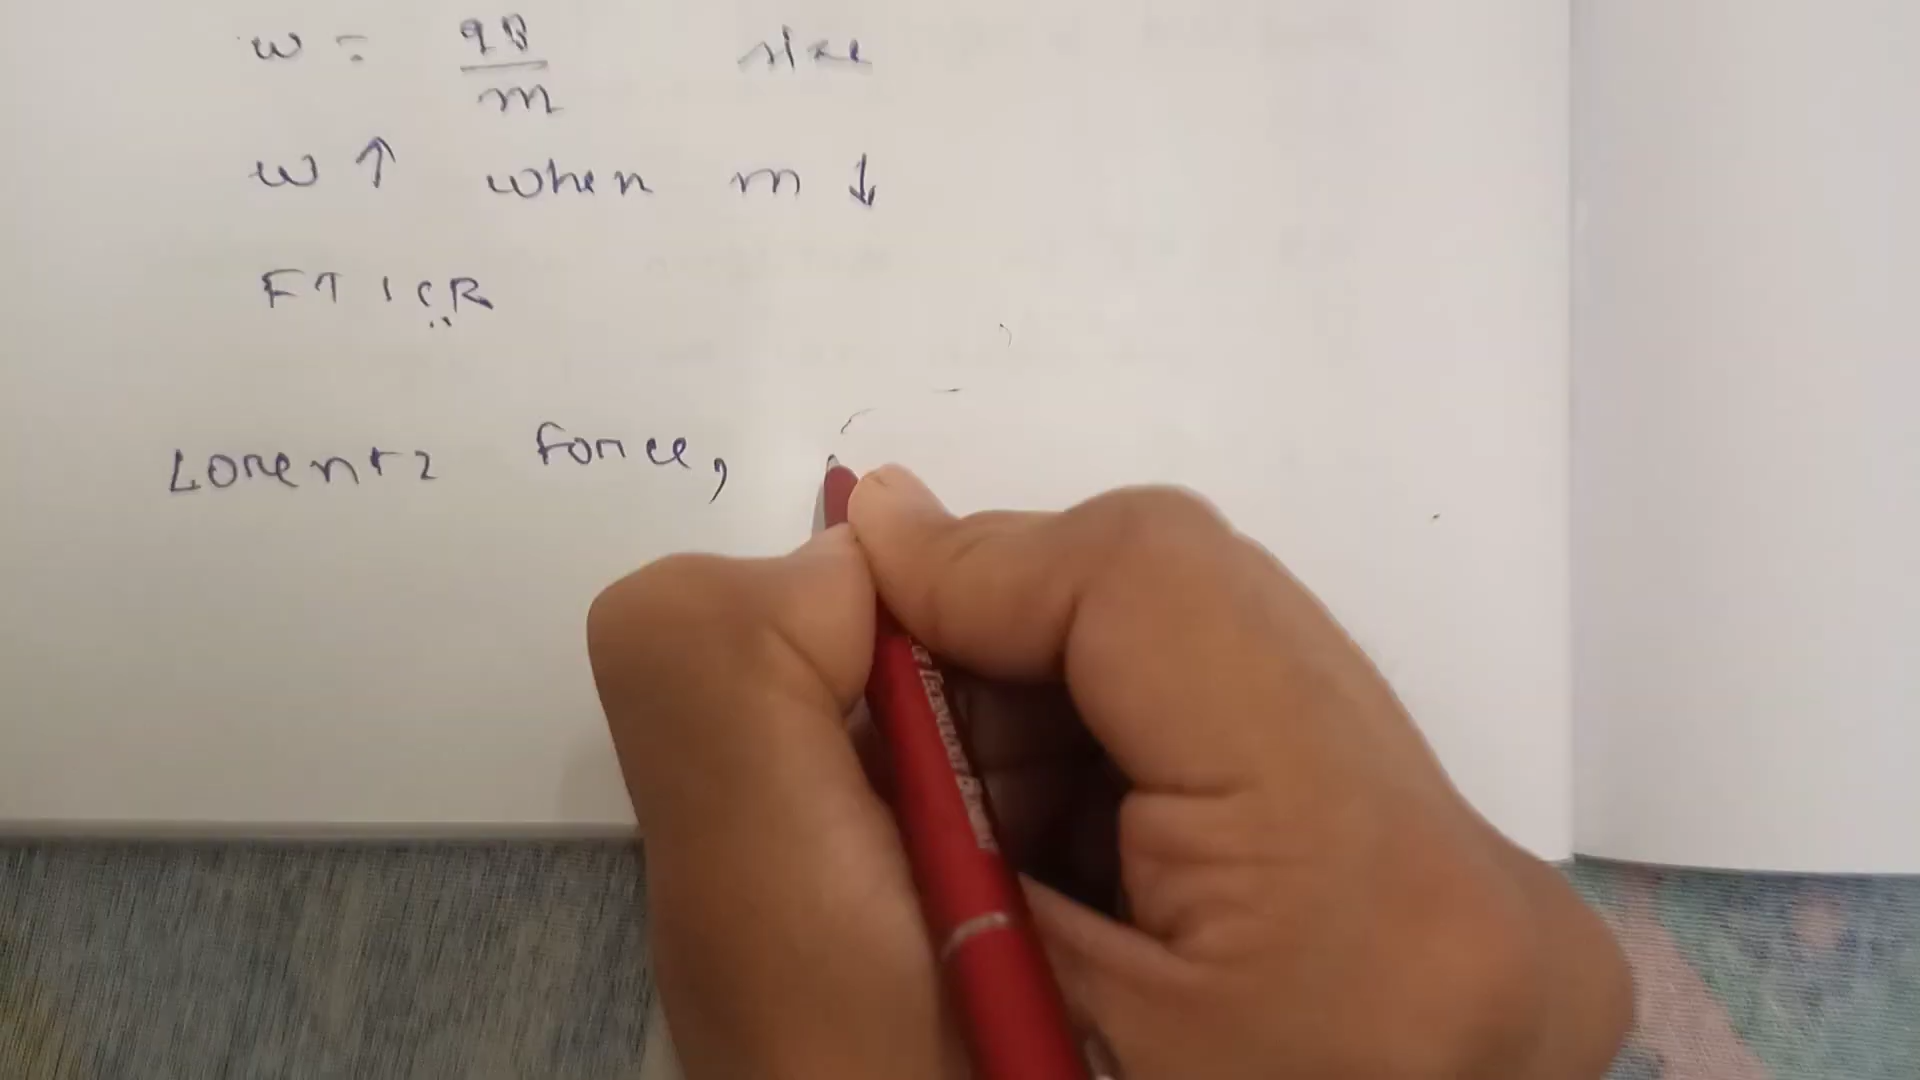 w = qB/m size
w ↑ when m ↓
FT ICR
Lorentz force,